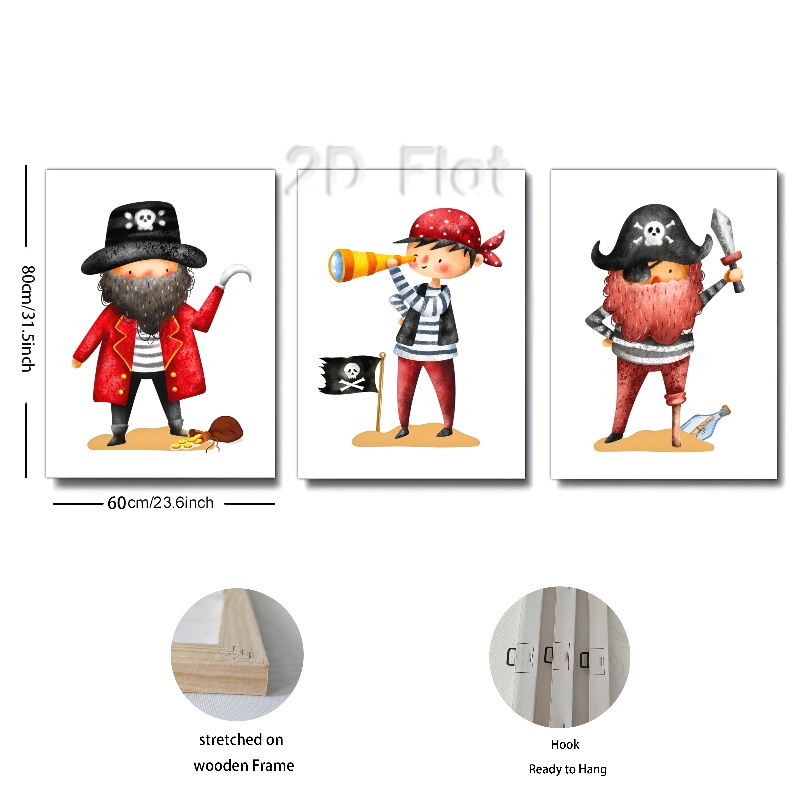 2D Flat
80cm/31.5inch
60cm/23.6inch
stretched on
wooden Frame
Hook
Ready to Hang